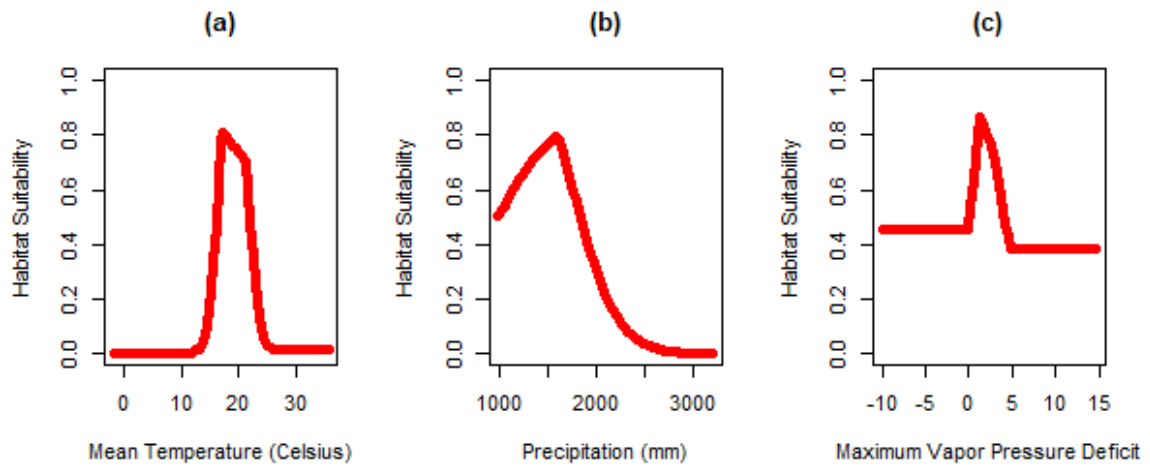 (a)
Habitat Suitability
0.0 0.2 0.4 0.6 0.8 1.0
0 10 20 30
Mean Temperature (Celsius)
(b)
Habitat Suitability
0.0 0.2 0.4 0.6 0.8 1.0
1000 2000 3000
Precipitation (mm)
(c)
Habitat Suitability
0.0 0.2 0.4 0.6 0.8 1.0
-10 -5 0 5 10 15
Maximum Vapor Pressure Deficit